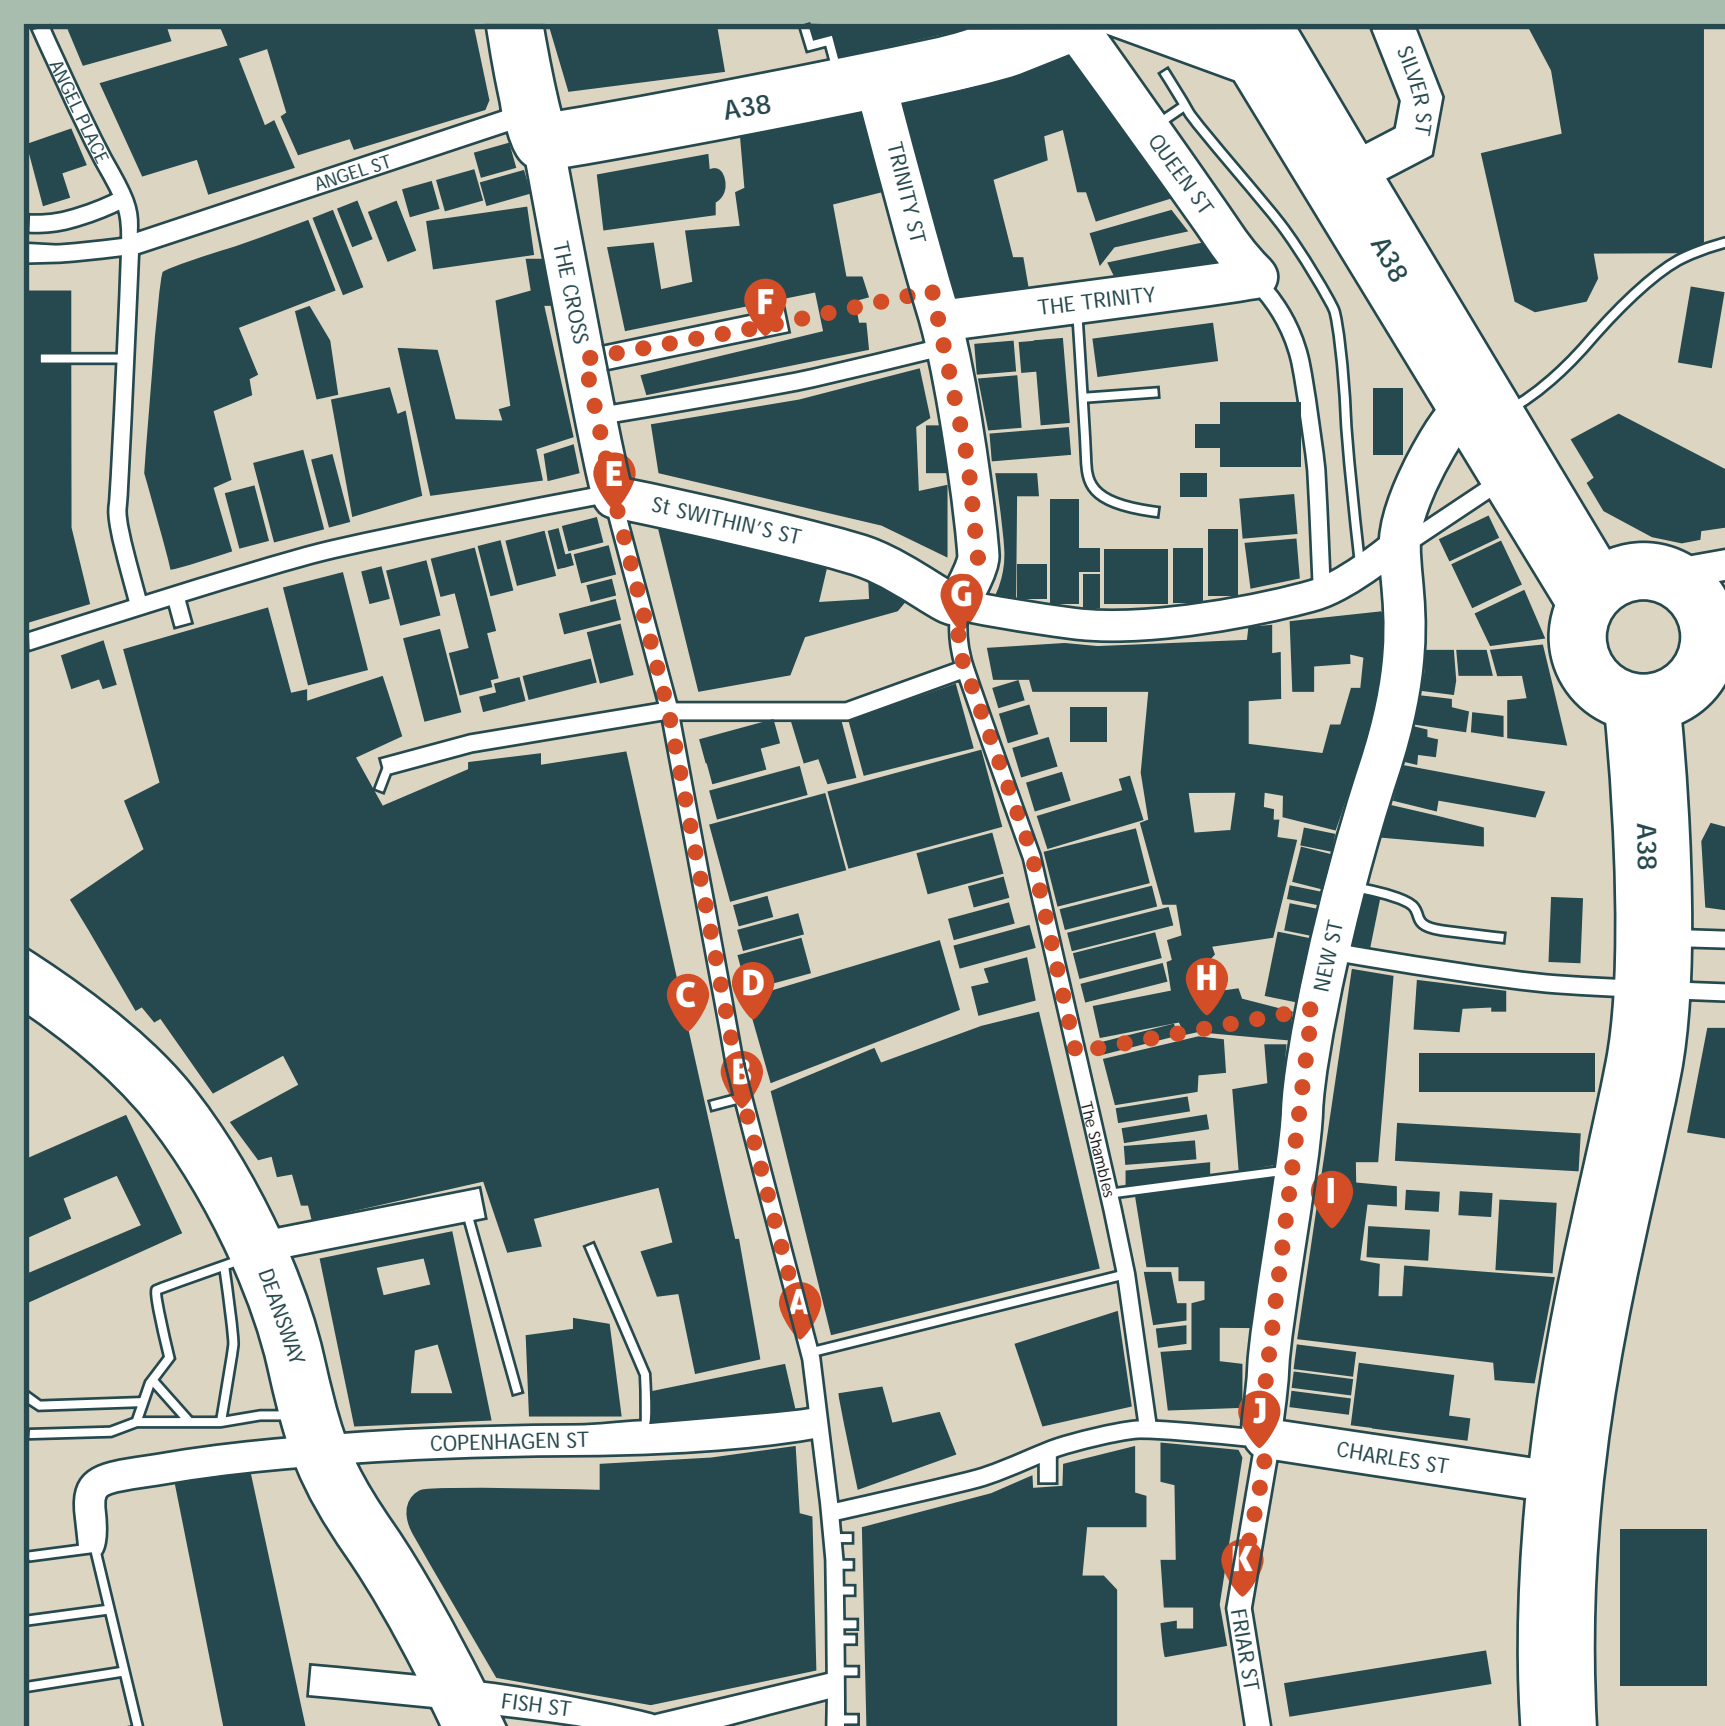 ANGEL PLACE
SILVER ST
A38
QUEEN ST
TRINITY ST
ANGEL ST
THE CROSS
A38
THE TRINITY
F
E
St SWITHIN'S ST
G
A38
NEW ST
H
C
D
B
The Shambles
I
A
DEANSWAY
J
COPENHAGEN ST
CHARLES ST
K
FRIAR ST
FISH ST